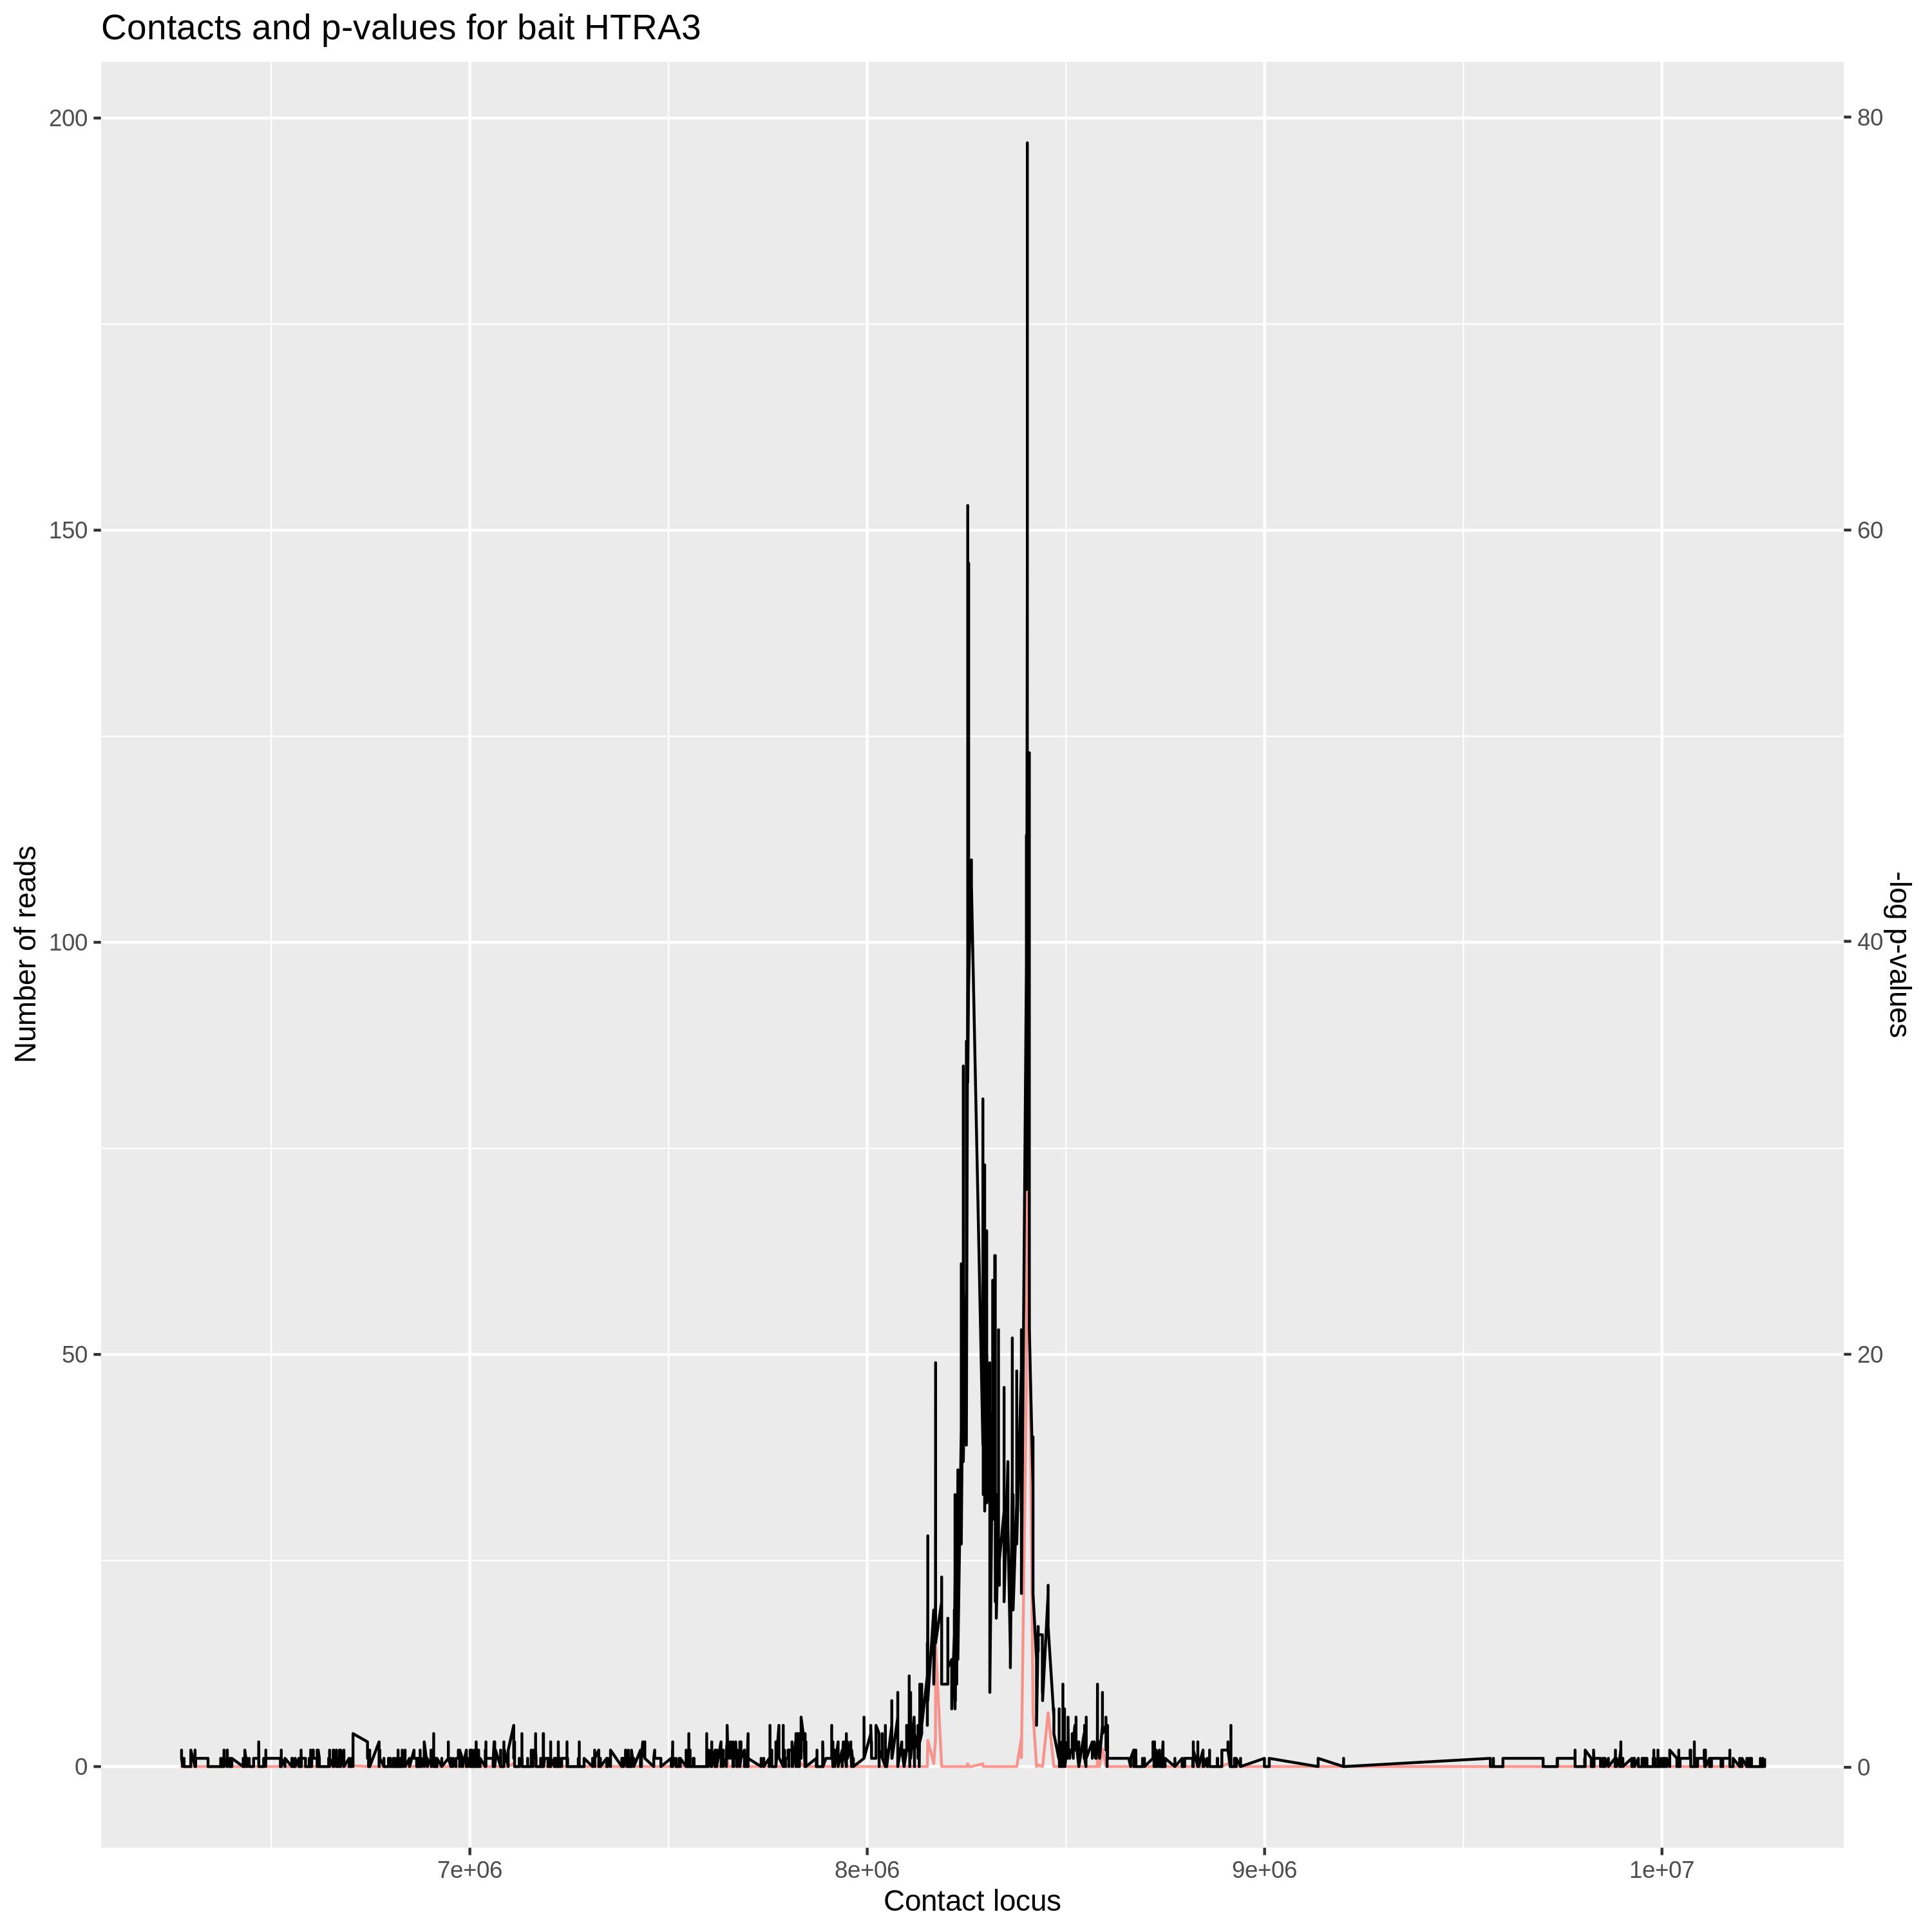 Contacts and p-values for bait HTRA3
200
150
100
50
0
80
60
40
20
0
Number of reads
-log p-values
7e+06
8e+06
9e+06
1e+07
Contact locus